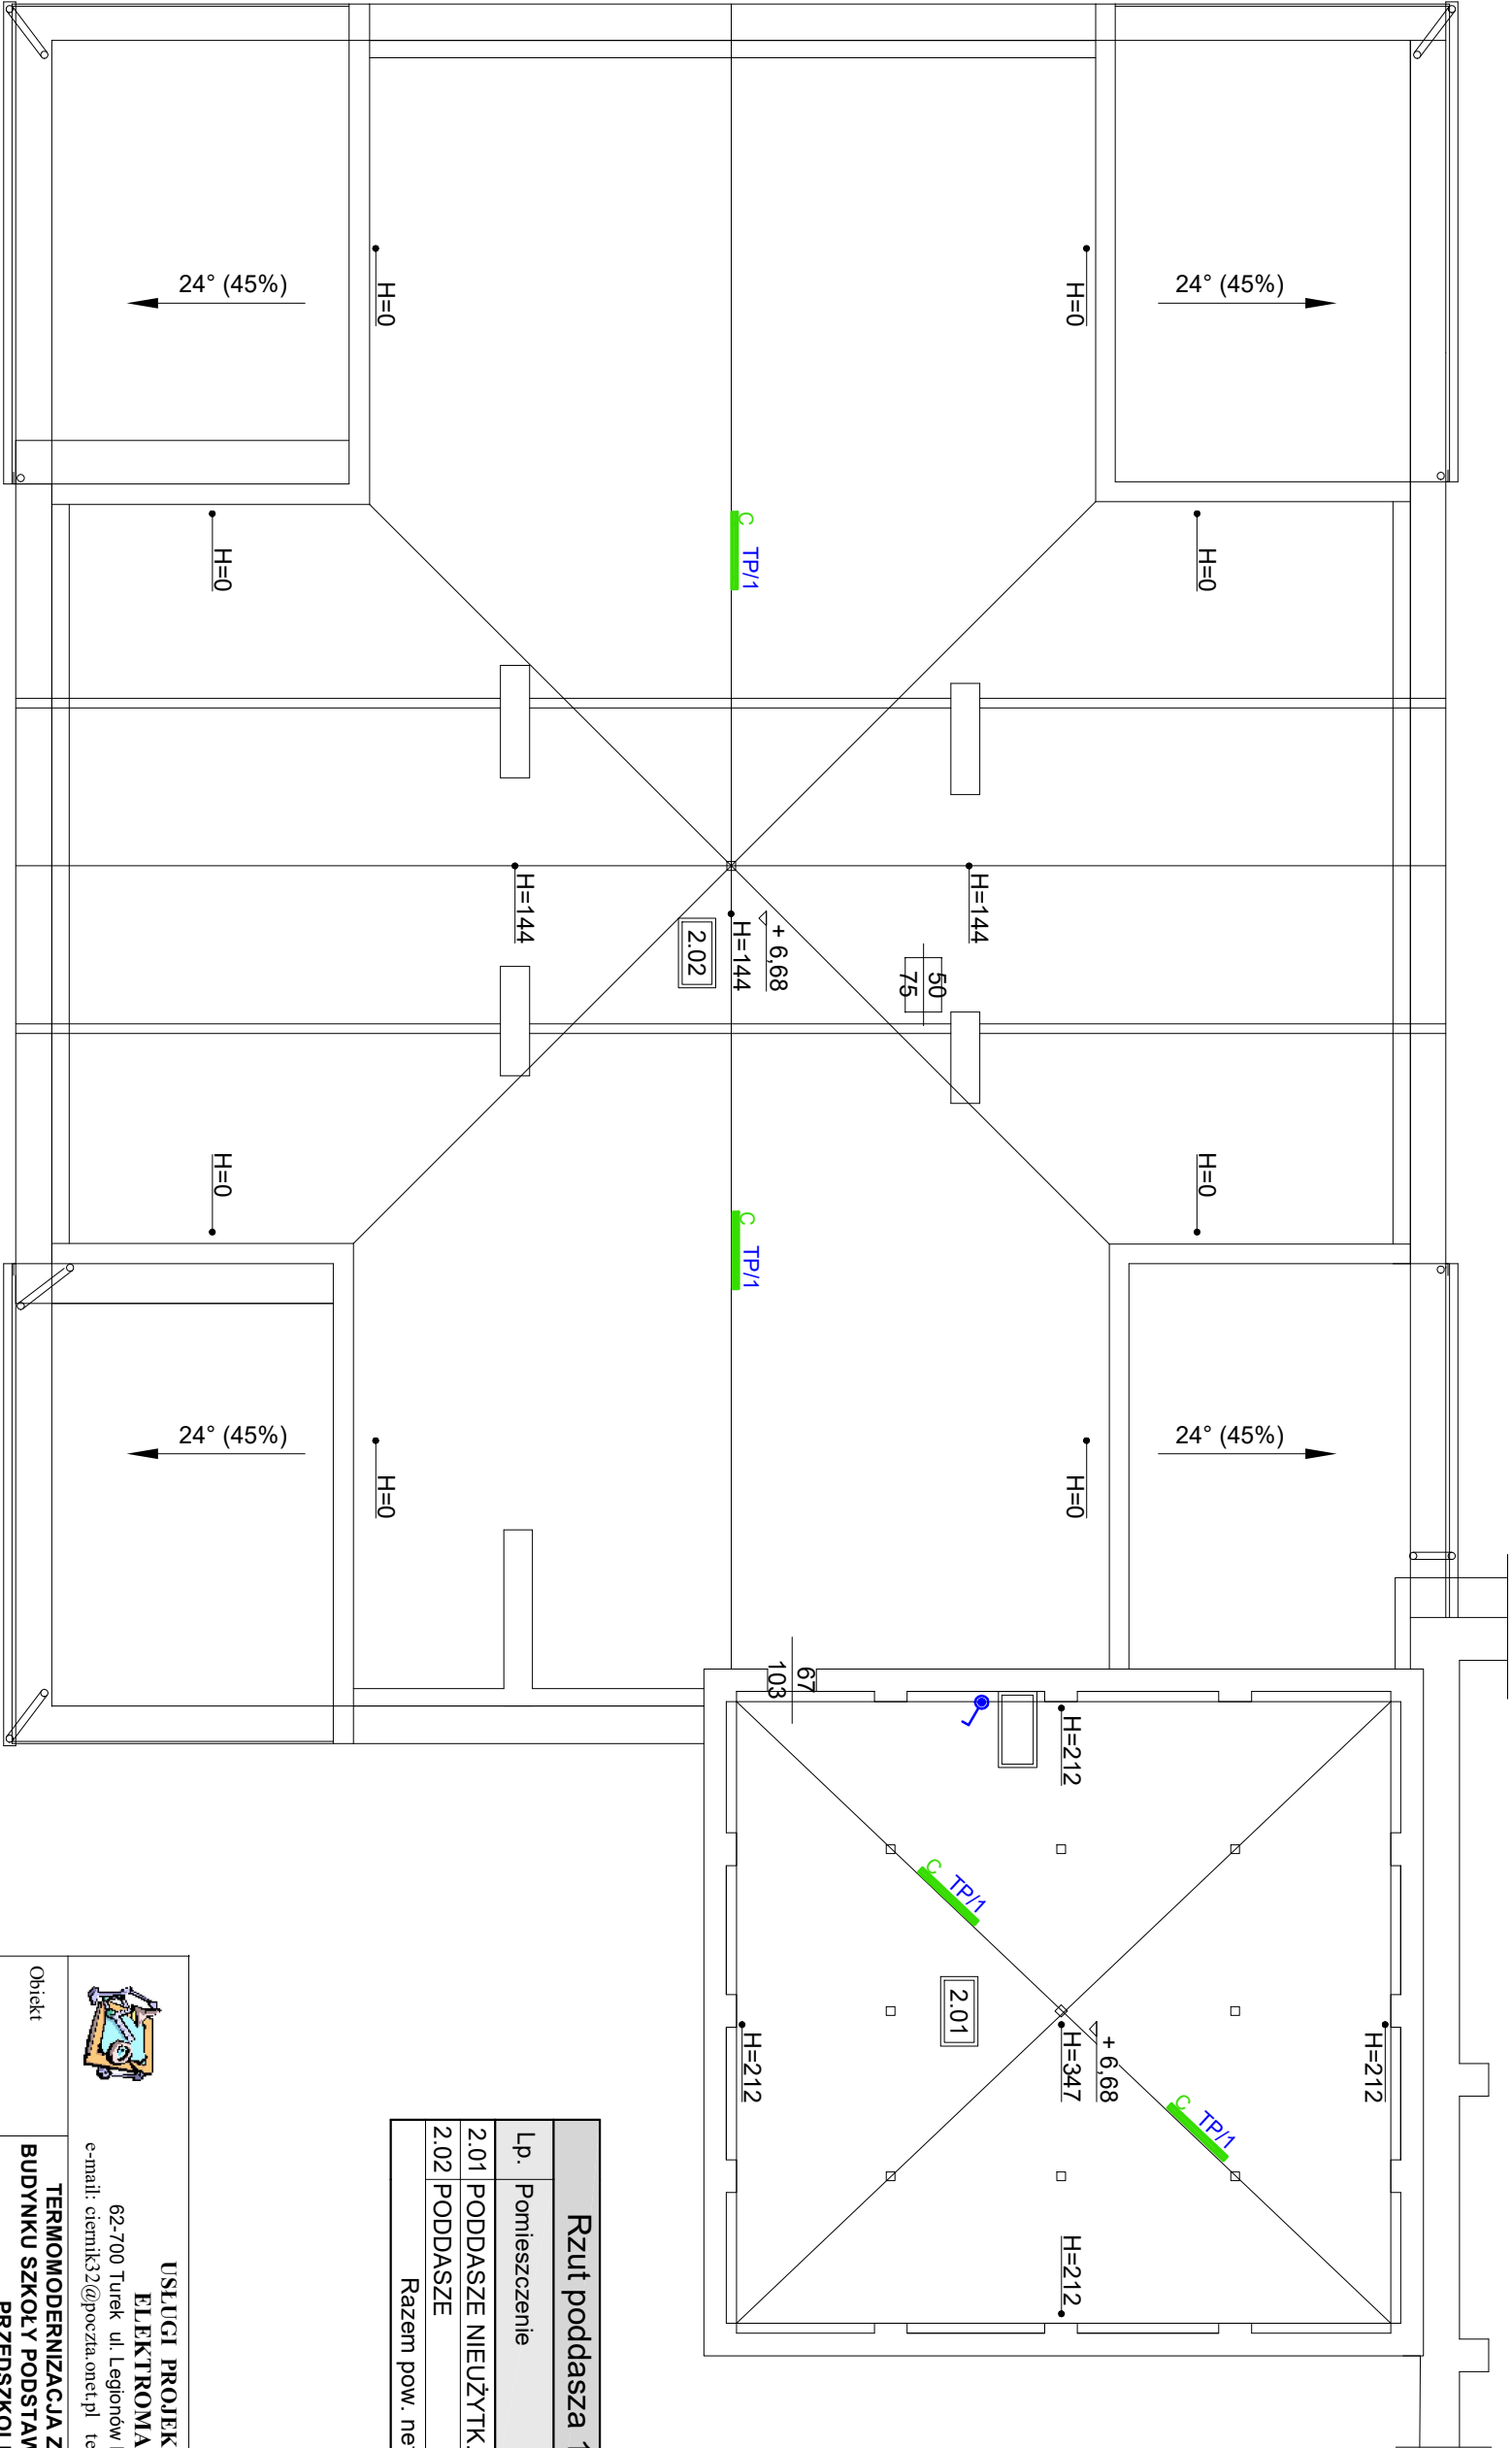 24° (45%)
24° (45%)
H=0
H=0
H=0
H=0
C TP/1
H=144
H=144
H=144
+ 6,68
2.02
50
75
C TP/1
H=0
H=0
24° (45%)
24° (45%)
H=0
H=0
67
103
H=212
C TP/1
2.01
+ 6,68
H=347
H=212
H=212
C TP/1
H=212
Rzut poddasza
Lp. Pomieszczenie
2.01 PODDASZE NIEUŻYTK.
2.02 PODDASZE
Razem pow.
USŁUGI
62-700 Turek ul. Legionów
e-mail: ciernik32@poczta.onet.pl
Obiekt
TERMOMODERNIZACJA
BUDYNKU SZKOŁY